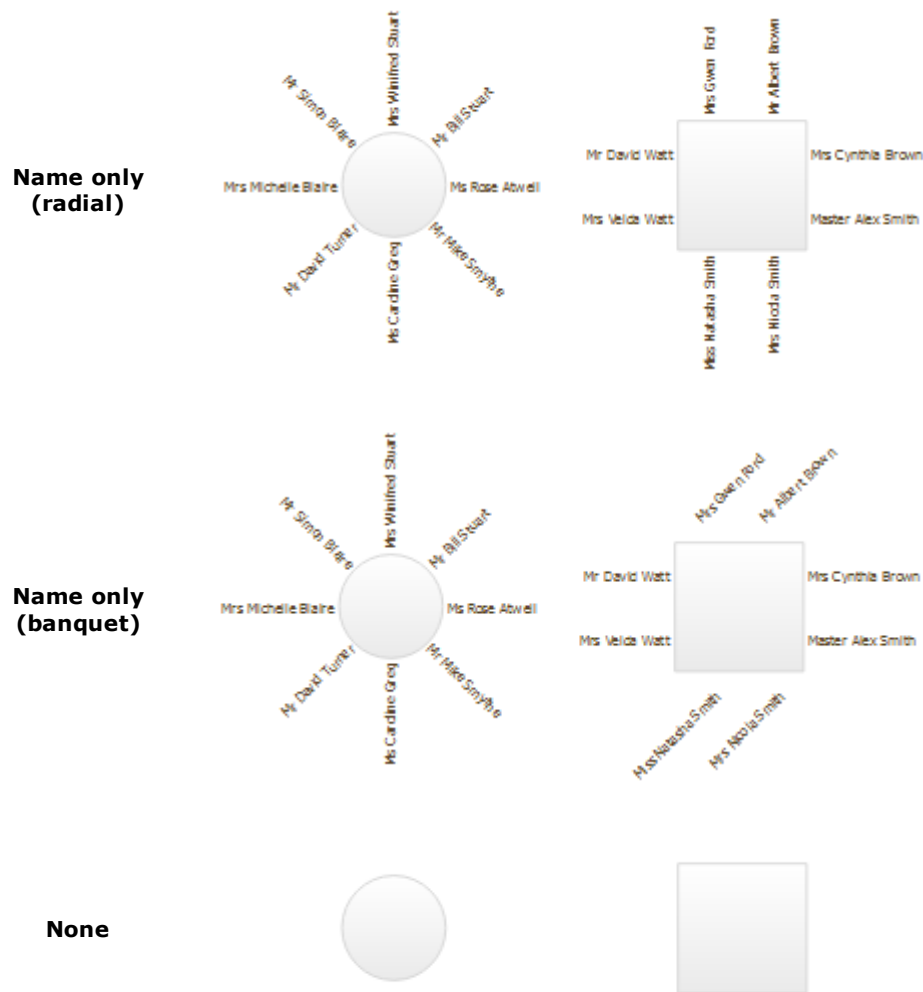 Name only
(radial)
Mrs Winifred Stuart
Mr Simon Blaire
Mr Bill Stuart
Mrs Michelle Blaire
Ms Rose Atwell
Mr David Turner
Mr Mike Smythe
Ms Caroline Greg
Mrs Gwen Ford
Mr Albert Brown
Mr David Watt
Mrs Cynthia Brown
Mrs Velda Watt
Master Alex Smith
Miss Natasha Smith
Mrs Nicola Smith
Name only
(banquet)
Mrs Winifred Stuart
Mr Simon Blaire
Mr Bill Stuart
Mrs Michelle Blaire
Ms Rose Atwell
Mr David Turner
Mr Mike Smythe
Ms Caroline Greg
Mrs Gwen Ford
Mr Albert Brown
Mr David Watt
Mrs Cynthia Brown
Mrs Velda Watt
Master Alex Smith
Miss Natasha Smith
Mrs Nicola Smith
None